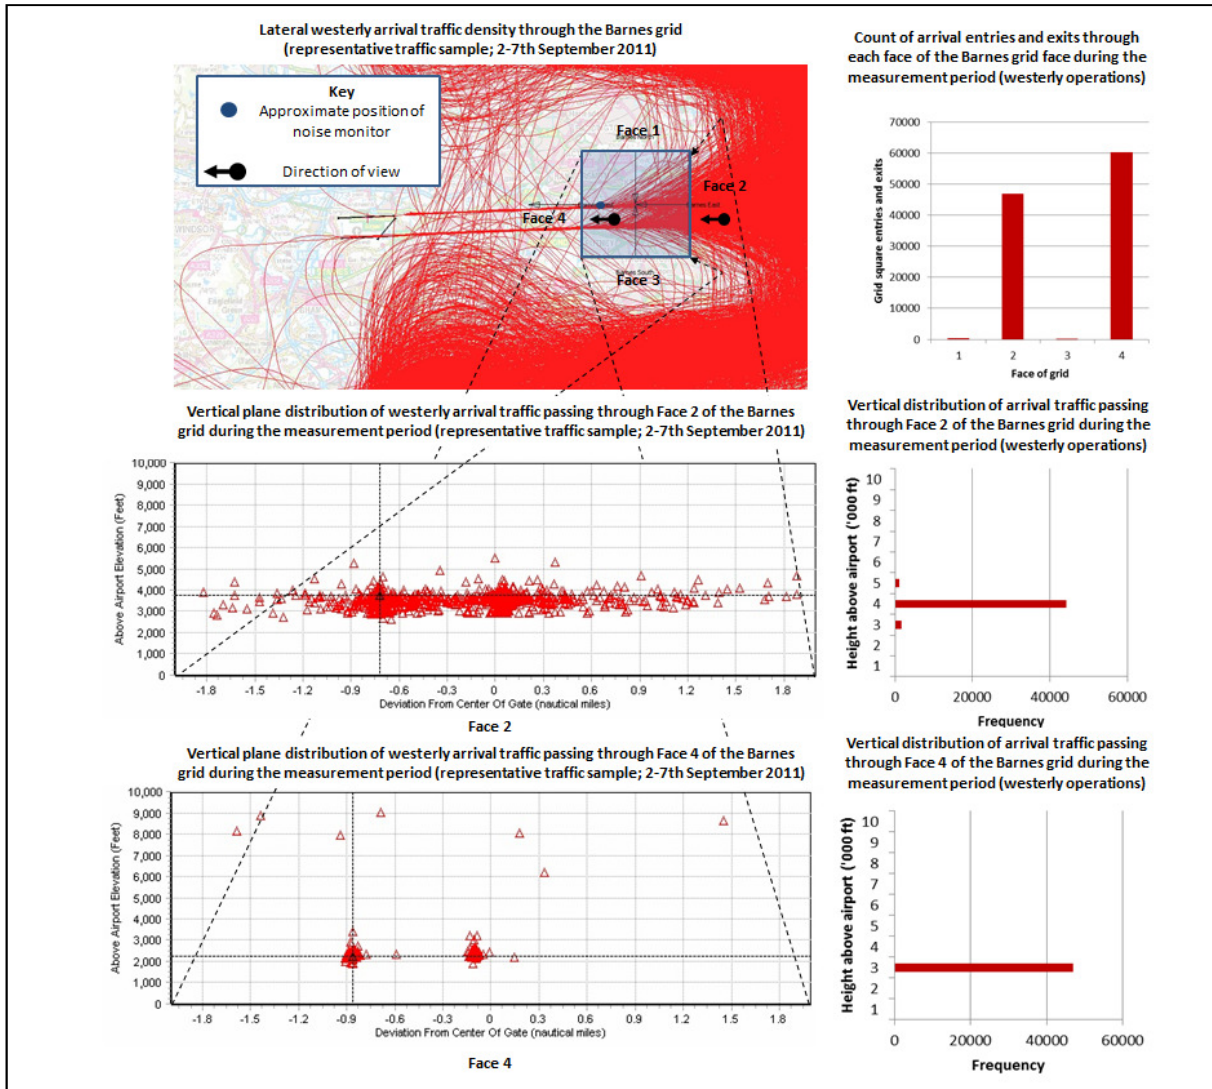 Lateral westerly arrival traffic density through the Barnes grid
(representative traffic sample; 2-7th September 2011)
Key
Approximate position of
noise monitor
Direction of view
Face 1
Face 2
Face 4
Face 3
Barnes South
Count of arrival entries and exits through
each face of the Barnes grid face during the
measurement period (westerly operations)
Grid square entries and exits
70000
60000
50000
40000
30000
20000
10000
0
1 2 3 4
Face of grid
Vertical plane distribution of westerly arrival traffic passing through Face 2 of the Barnes
grid during the measurement period (representative traffic sample; 2-7th September 2011)
Above Airport Elevation (Feet)
10,000
9,000
8,000
7,000
6,000
5,000
4,000
3,000
2,000
1,000
0
-1.8 -1.5 -1.2 -0.9 -0.6 -0.3 0 0.3 0.6 0.9 1.2 1.5 1.8
Deviation From Center Of Gate (nautical miles)
Face 2
Vertical distribution of arrival traffic passing
through Face 2 of the Barnes grid during the
measurement period (westerly operations)
Height above airport ('000 ft)
10
9
8
7
6
5
4
3
2
1
0 20000 40000 60000
Frequency
Vertical plane distribution of westerly arrival traffic passing through Face 4 of the Barnes
grid during the measurement period (representative traffic sample; 2-7th September 2011)
Above Airport Elevation (Feet)
10,000
9,000
8,000
7,000
6,000
5,000
4,000
3,000
2,000
1,000
0
-1.8 -1.5 -1.2 -0.9 -0.6 -0.3 0 0.3 0.6 0.9 1.2 1.5 1.8
Deviation From Center Of Gate (nautical miles)
Face 4
Vertical distribution of arrival traffic passing
through Face 4 of the Barnes grid during the
measurement period (westerly operations)
Height above airport ('000 ft)
10
9
8
7
6
5
4
3
2
1
0 20000 40000 60000
Frequency